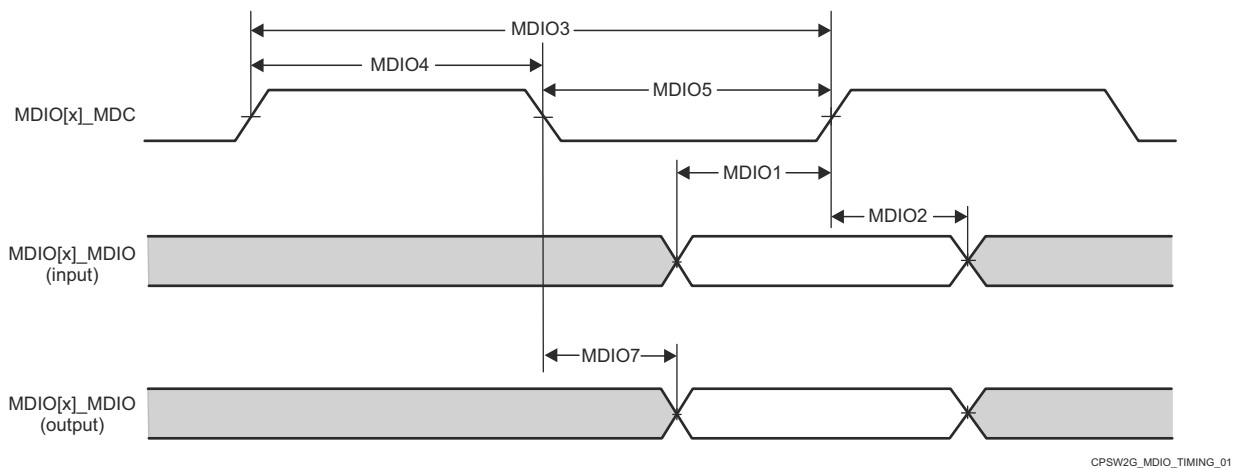 MDIO3
MDIO4
MDIO5
MDIO[x]_MDC
MDIO1
MDIO2
MDIO[x]_MDIO
(input)
MDIO7
MDIO[x]_MDIO
(output)
CPSW2G_MDIO_TIMING_01